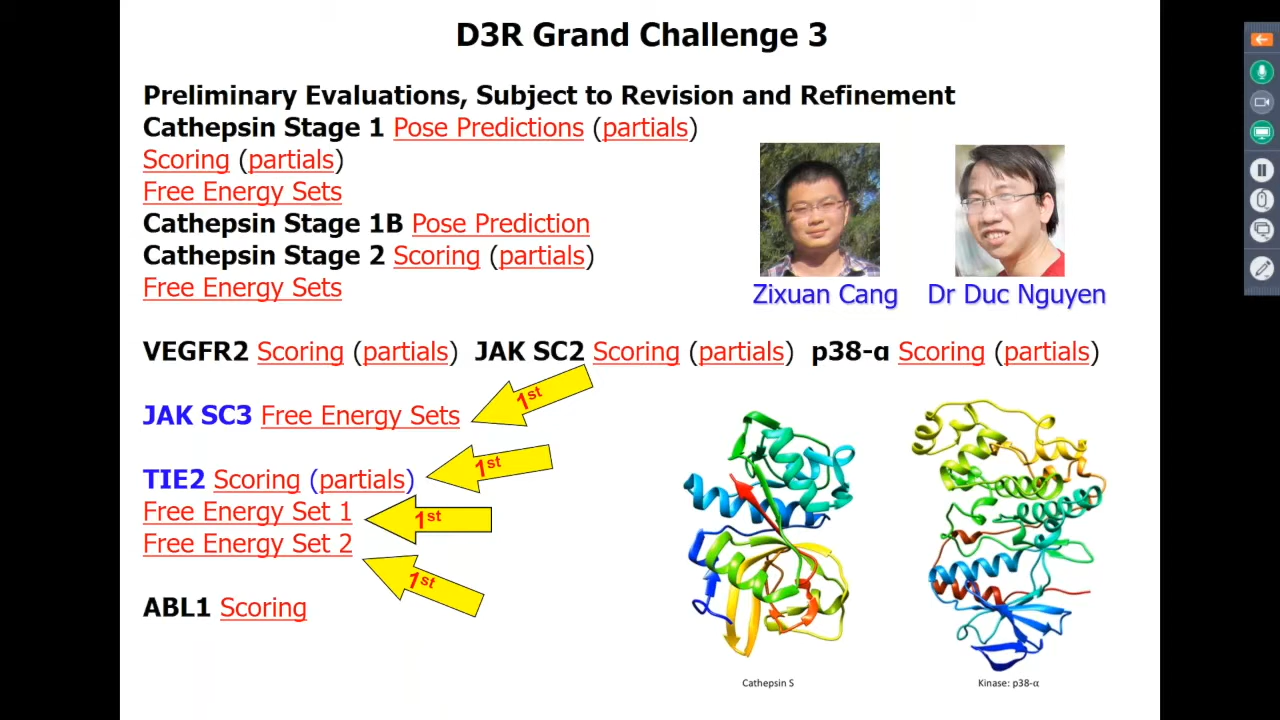 D3R Grand Challenge 3
Preliminary Evaluations, Subject to Revision and Refinement
Cathepsin Stage 1 Pose Predictions (partials)
Scoring (partials)
Free Energy Sets
Cathepsin Stage 1B Pose Prediction
Cathepsin Stage 2 Scoring (partials)
Free Energy Sets
Zixuan Cang Dr Duc Nguyen
VEGFR2 Scoring (partials) JAK SC2 Scoring (partials) p38-α Scoring (partials)
1st
JAK SC3 Free Energy Sets
1st
TIE2 Scoring (partials)
Free Energy Set 1
1st
Free Energy Set 2
1st
ABL1 Scoring
Cathepsin S Kinase: p38-α